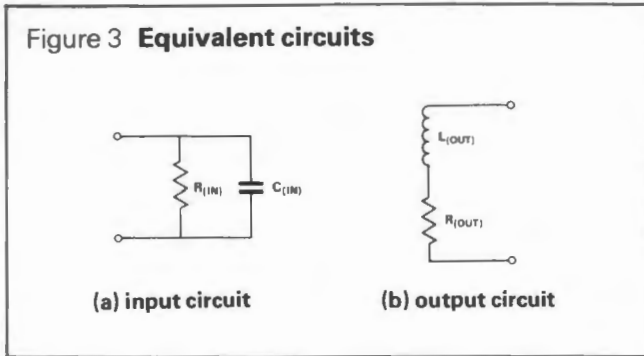 Figure 3 Equivalent circuits
R(IN)
C(IN)
L(OUT)
R(OUT)
(a) input circuit
(b) output circuit